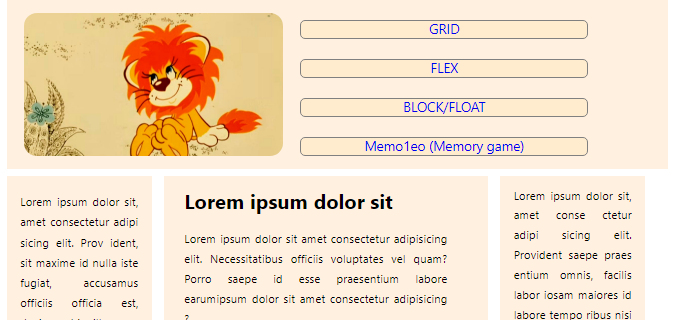 GRID
FLEX
BLOCK/FLOAT
Memo1eo (Memory game)
Lorem ipsum dolor sit,
amet consectetur adipi
sicing elit. Prov ident,
sit maxime id nulla iste
fugiat, accusamus
officiis officia est,
Lorem ipsum dolor sit
Lorem ipsum dolor sit amet consectetur adipisicing
elit. Necessitatibus officiis voluptates vel quam?
Porro saepe id esse praesentium labore
earumipsum dolor sit amet consectetur adipisicing
?
Lorem ipsum dolor sit,
amet conse ctetur
adipi sicing elit.
Provident saepe praes
entium omnis, facilis
labor iosam maiores id
labore tempo ribus nisi